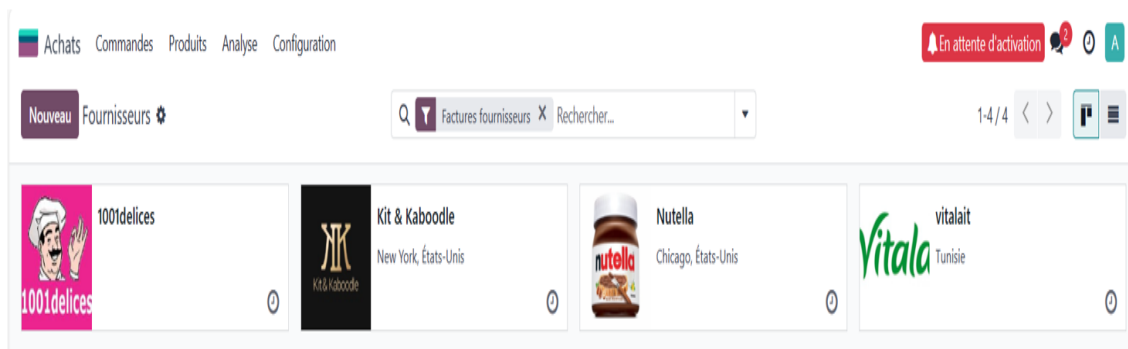 Achats Commandes Produits Analyse Configuration En attente d'activation 2 A
Nouveau Fournisseurs Factures fournisseurs X Rechercher... 1-4 / 4
1001delices
1001delices
Kit & Kaboodle
New York, États-Unis
KK
Kit & Kaboodle
Nutella
Chicago, États-Unis
nutella
vitalait
Tunisie
Vitala